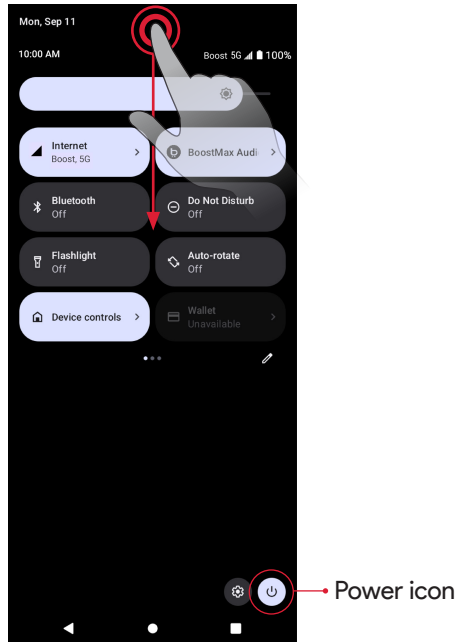 Mon, Sep 11
10:00 AM
Boost 5G 100%
Internet
Boost, 5G
BoostMax Audi
Bluetooth
Off
Do Not Disturb
Off
Flashlight
Off
Auto-rotate
Off
Device controls
Wallet
Unavailable
Power icon